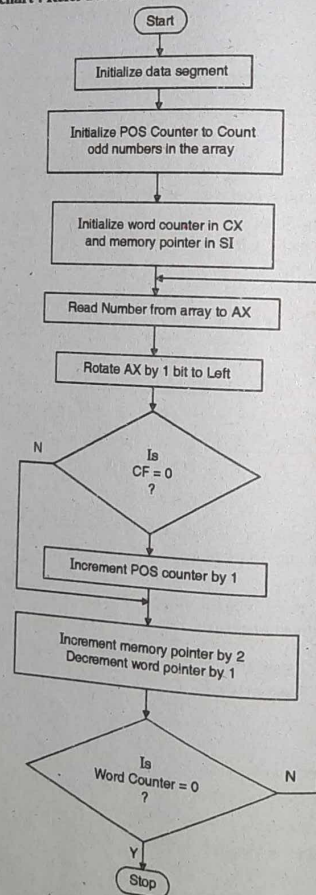 Start
Initialize data segment
Initialize POS Counter to Count
odd numbers in the array
Initialize word counter in CX
and memory pointer in SI
Read Number from array to AX
Rotate AX by 1 bit to Left
N
Is
CF = 0
?
Increment POS counter by 1
Increment memory pointer by 2
Decrement word pointer by 1
Is
Word Counter = 0
?
N
Y
Stop